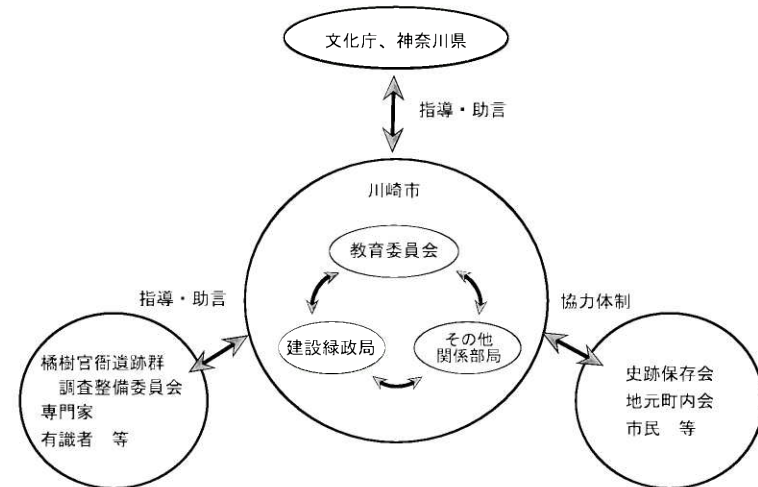 文化庁、神奈川県
指導・助言
川崎市
教育委員会
建設緑政局
その他
関係部局
指導・助言
橘樹官衙遺跡群
調査整備委員会
専門家
有識者 等
協力体制
史跡保存会
地元町内会
市民 等